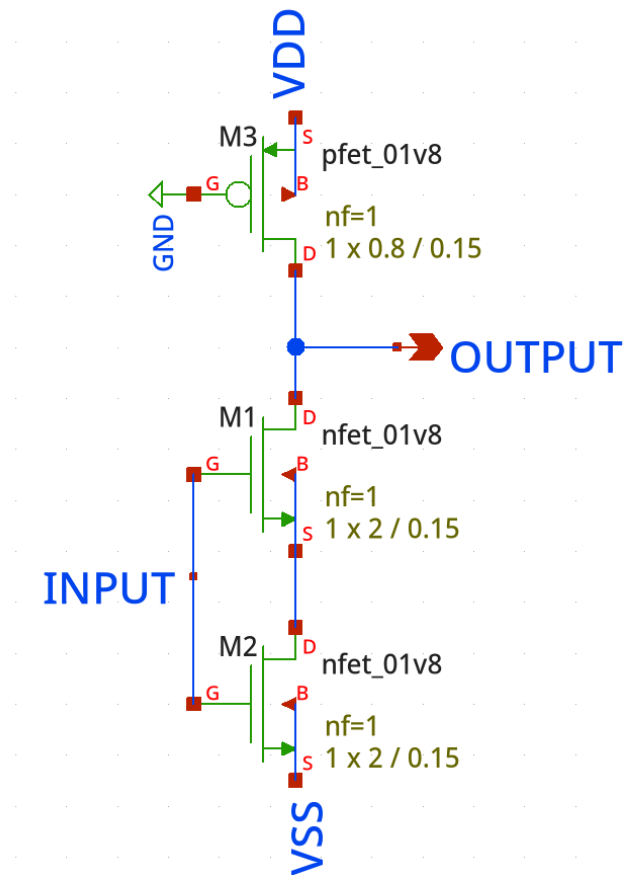 VDD
M3
S
pfet_01v8
G
B
GND
nf=1
1 x 0.8 / 0.15
D
OUTPUT
M1
D
nfet_01v8
G
B
nf=1
1 x 2 / 0.15
S
INPUT
M2
D
nfet_01v8
G
B
nf=1
1 x 2 / 0.15
S
VSS